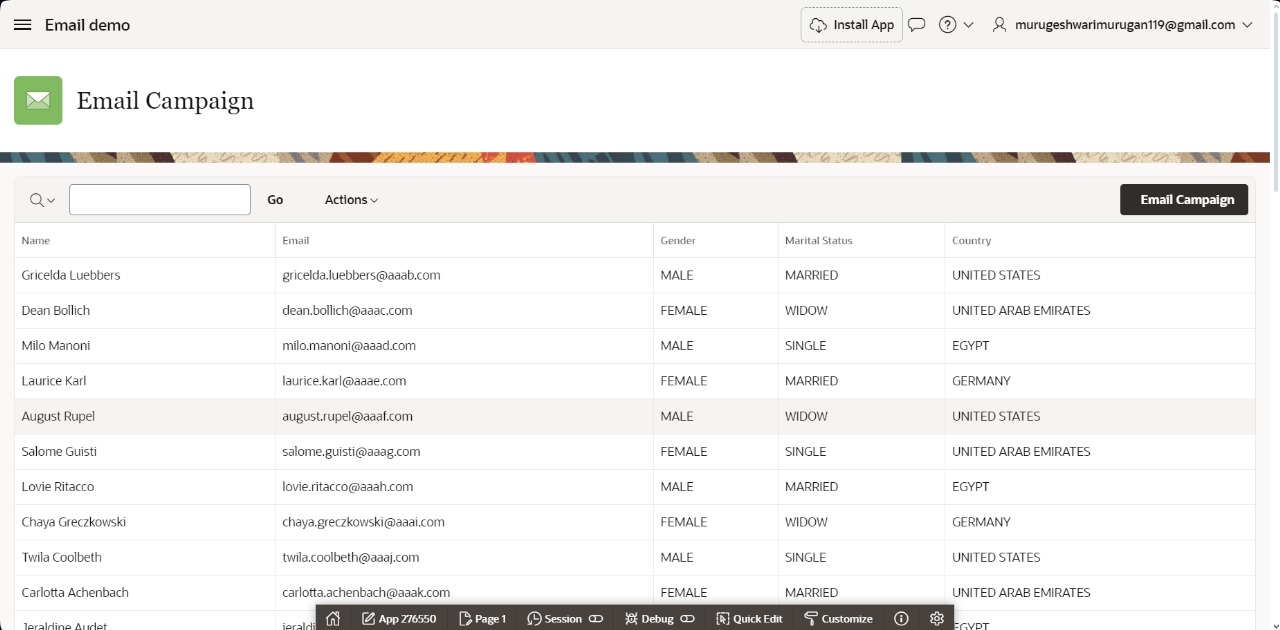 Email demo Install App murugeshwarimurugan119@gmail.com
Email Campaign
Go Actions Email Campaign
Name Email Gender Marital Status Country
Gricelda Luebbers gricelda.luebbers@aaab.com MALE MARRIED UNITED STATES
Dean Bollich dean.bollich@aaac.com FEMALE WIDOW UNITED ARAB EMIRATES
Milo Manoni milo.manoni@aaad.com MALE SINGLE EGYPT
Laurice Karl laurice.karl@aaae.com FEMALE MARRIED GERMANY
August Rupel august.rupel@aaaf.com MALE WIDOW UNITED STATES
Salome Guisti salome.guisti@aaag.com FEMALE SINGLE UNITED ARAB EMIRATES
Lovie Ritacco lovie.ritacco@aaah.com MALE MARRIED EGYPT
Chaya Greczkowski chaya.greczkowski@aaai.com FEMALE WIDOW GERMANY
Twila Coolbeth twila.coolbeth@aaaj.com MALE SINGLE UNITED STATES
Carlotta Achenbach carlotta.achenbach@aaak.com FEMALE MARRIED UNITED ARAB EMIRATES
App 276550 Page 1 Session Debug Quick Edit Customize
Jeraldine Audet EGYPT